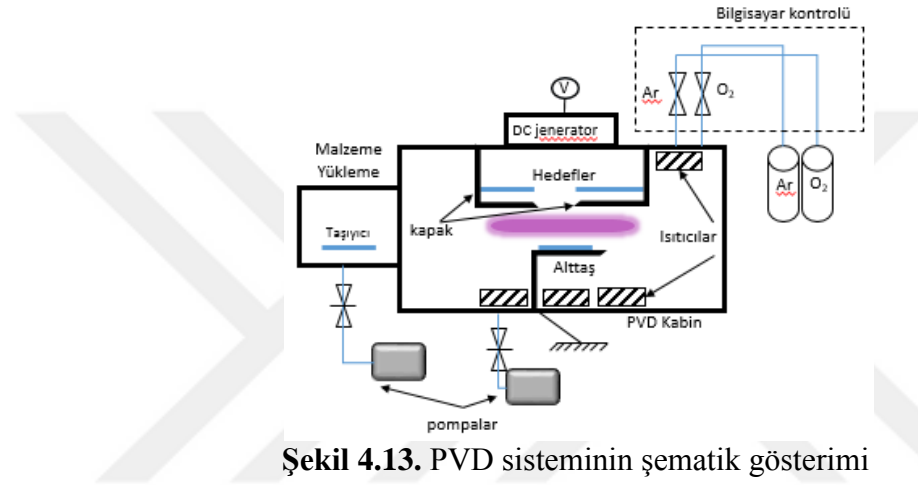 Bilgisayar kontrolü
V
Ar
O₂
DC jenerator
Malzeme
Yükleme
Hedefler
Ar
O₂
Taşıyıcı
kapak
Isıtıcılar
Alttaş
PVD Kabin
pompalar
Şekil 4.13. PVD sisteminin şematik gösterimi